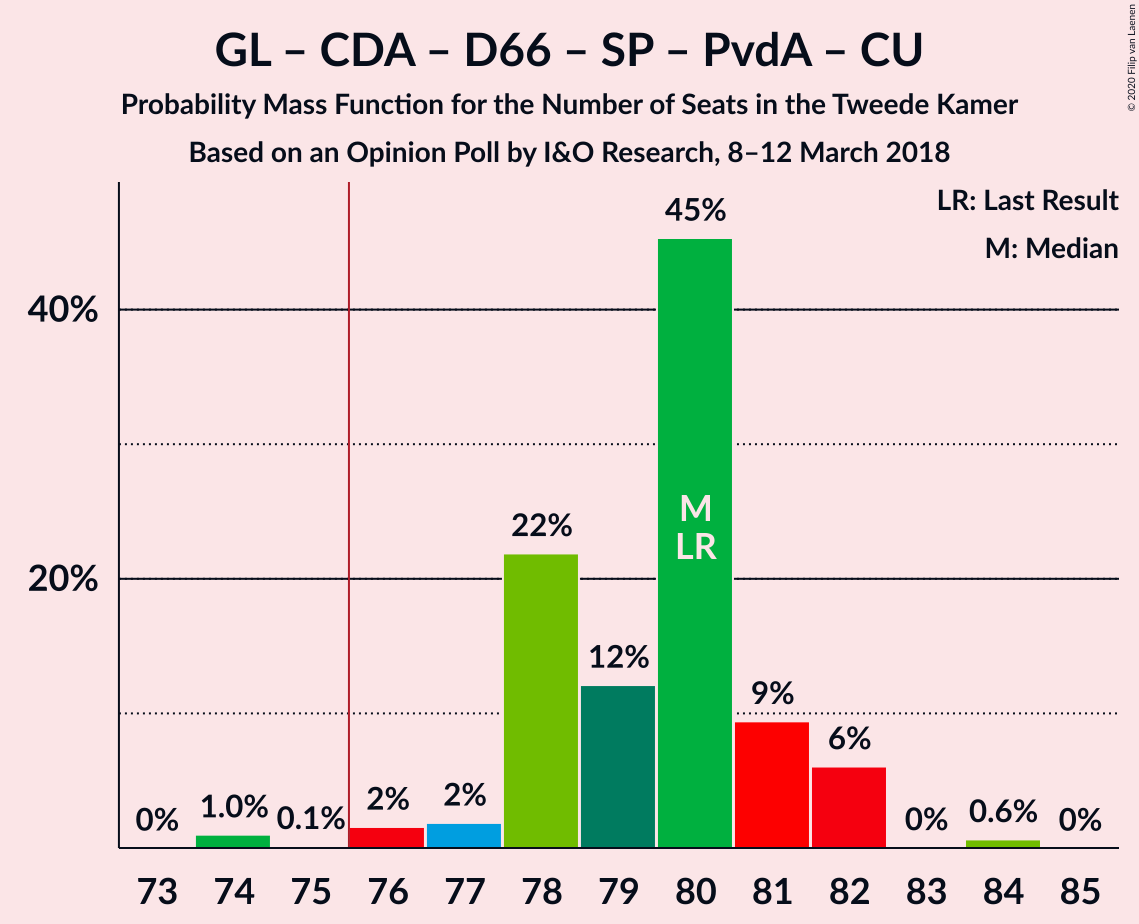 GL – CDA – D66 – SP – PvdA – CU
Probability Mass Function for the Number of Seats in the Tweede Kamer
Based on an Opinion Poll by I&O Research, 8–12 March 2018
© 2020 Filip van Laenen
LR: Last Result
M: Median
40%
20%
0%
1.0%
0.1%
2%
2%
22%
12%
45%
M
LR
9%
6%
0%
0.6%
0%
73 74 75 76 77 78 79 80 81 82 83 84 85